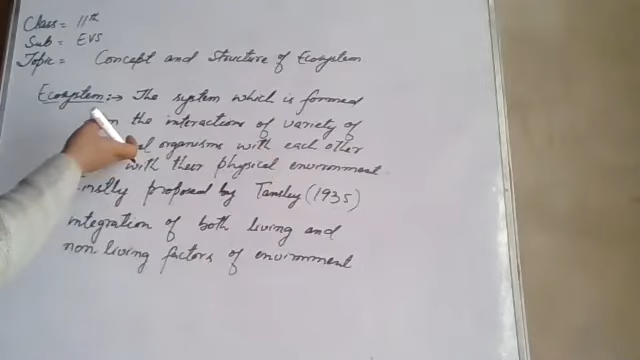 Class = 11th
Sub = EVS
Topic = Concept and Structure of Ecosystem
Ecosystem :→ The system which is formed
the interactions of variety of
organisms with each other
with their physical environment
proposed by Tansley (1935)
integration of both living and
non living factors of envirnment